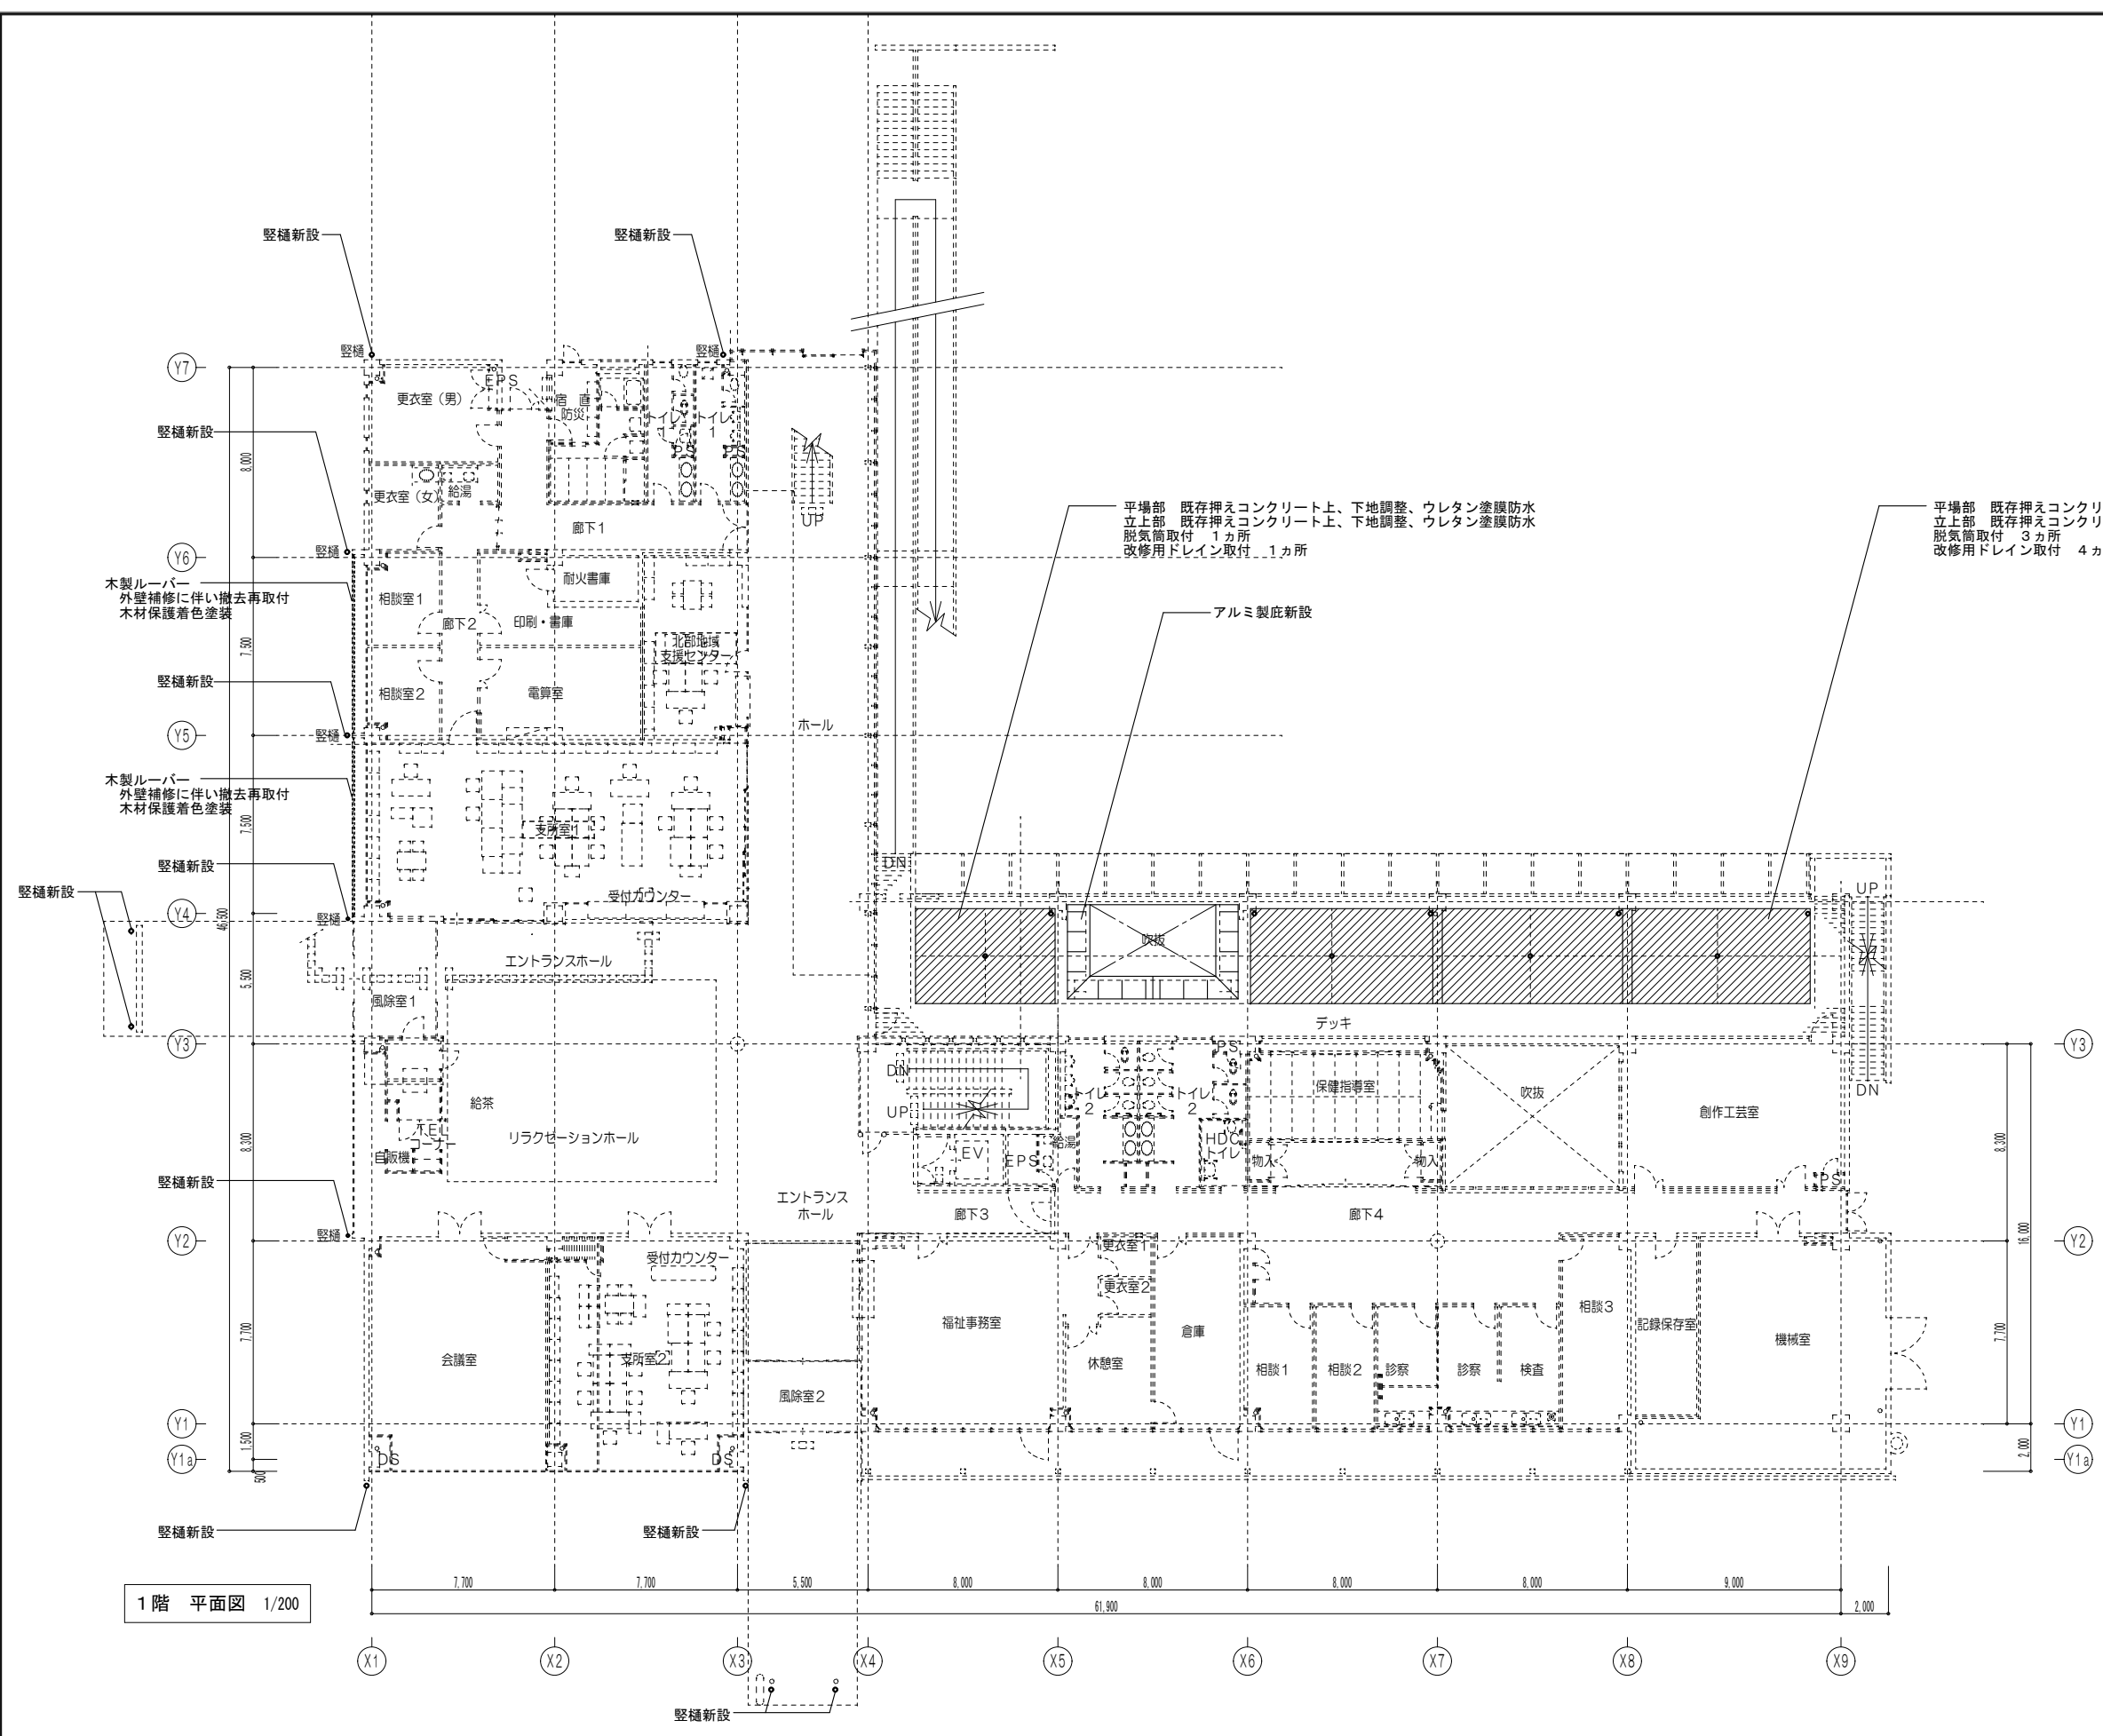 竪樋新設
竪樋新設
竪樋
竪樋
Y7
更衣室（男）
EPS
宿　直
防災
トイレ
1
トイレ
1
PS
PS
竪樋新設
8,000
更衣室（女）
給湯
廊下1
UP
平場部　既存押えコンクリート上、下地調整、ウレタン塗膜防水
立上部　既存押えコンクリート上、下地調整、ウレタン塗膜防水
脱気筒取付　1ヵ所
改修用ドレイン取付　1ヵ所
平場部　既存押えコンクリ
立上部　既存押えコンクリ
脱気筒取付　3ヵ所
改修用ドレイン取付　4ヵ
竪樋
Y6
木製ルーバー
外壁補修に伴い撤去再取付
木材保護着色塗装
相談室1
廊下2
耐火書庫
印刷・書庫
北部地域
支援センター
アルミ製庇新設
7,500
竪樋新設
相談室2
電算室
ホール
竪樋
Y5
木製ルーバー
外壁補修に伴い撤去再取付
木材保護着色塗装
7,500
支所室1
竪樋新設
竪樋新設
受付カウンター
DN
UP
竪樋
Y4
46,500
吹抜
エントランスホール
5,500
風除室1
デッキ
Y3
Y3
DN
UP
トイレ
2
トイレ
2
PS
保健指導室
吹抜
創作工芸室
DN
給茶
リラクセーションホール
TEL
コーナー
自販機
8,300
EV
EPS
給湯
HDC
トイレ
物入
物入
PS
8,300
竪樋新設
エントランス
ホール
廊下3
廊下4
竪樋
Y2
16,000
Y2
受付カウンター
更衣室1
更衣室2
福祉事務室
倉庫
相談3
記録保存室
機械室
7,700
会議室
支所室2
風除室2
休憩室
相談1
相談2
診察
診察
検査
7,700
Y1
Y1
1,500
DS
DS
2,000
Y1a
Y1a
500
竪樋新設
竪樋新設
7,700
7,700
5,500
8,000
8,000
8,000
8,000
9,000
1階　平面図　1/200
61,900
2,000
X1
X2
X3
X4
X5
X6
X7
X8
X9
竪樋新設